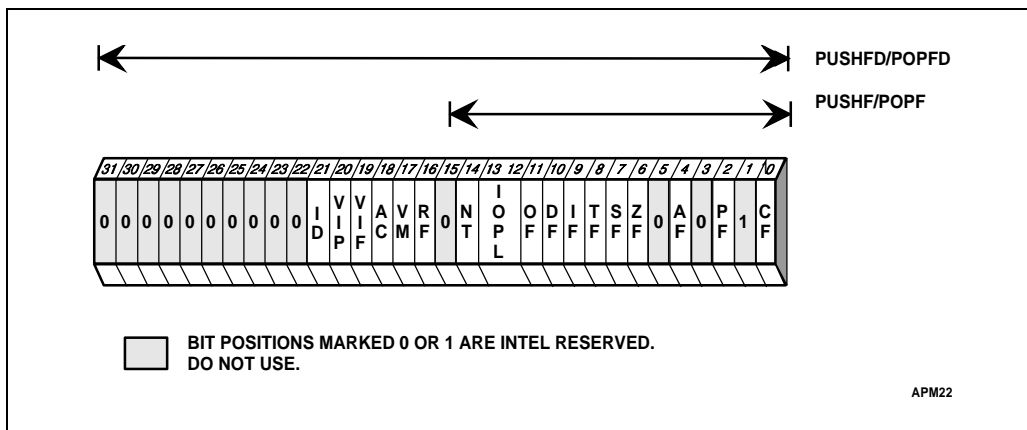 PUSHFD/POPFD
PUSHF/POPF
31 30 29 28 27 26 25 24 23 22 21 20 19 18 17 16 15 14 13 12 11 10 9 8 7 6 5 4 3 2 1 0
0 0 0 0 0 0 0 0 0 0 ID VIP VIF AC VM RF 0 NT IOPL OF DF IF TF SF ZF 0 AF 0 PF 1 CF
BIT POSITIONS MARKED 0 OR 1 ARE INTEL RESERVED.
DO NOT USE.
APM22